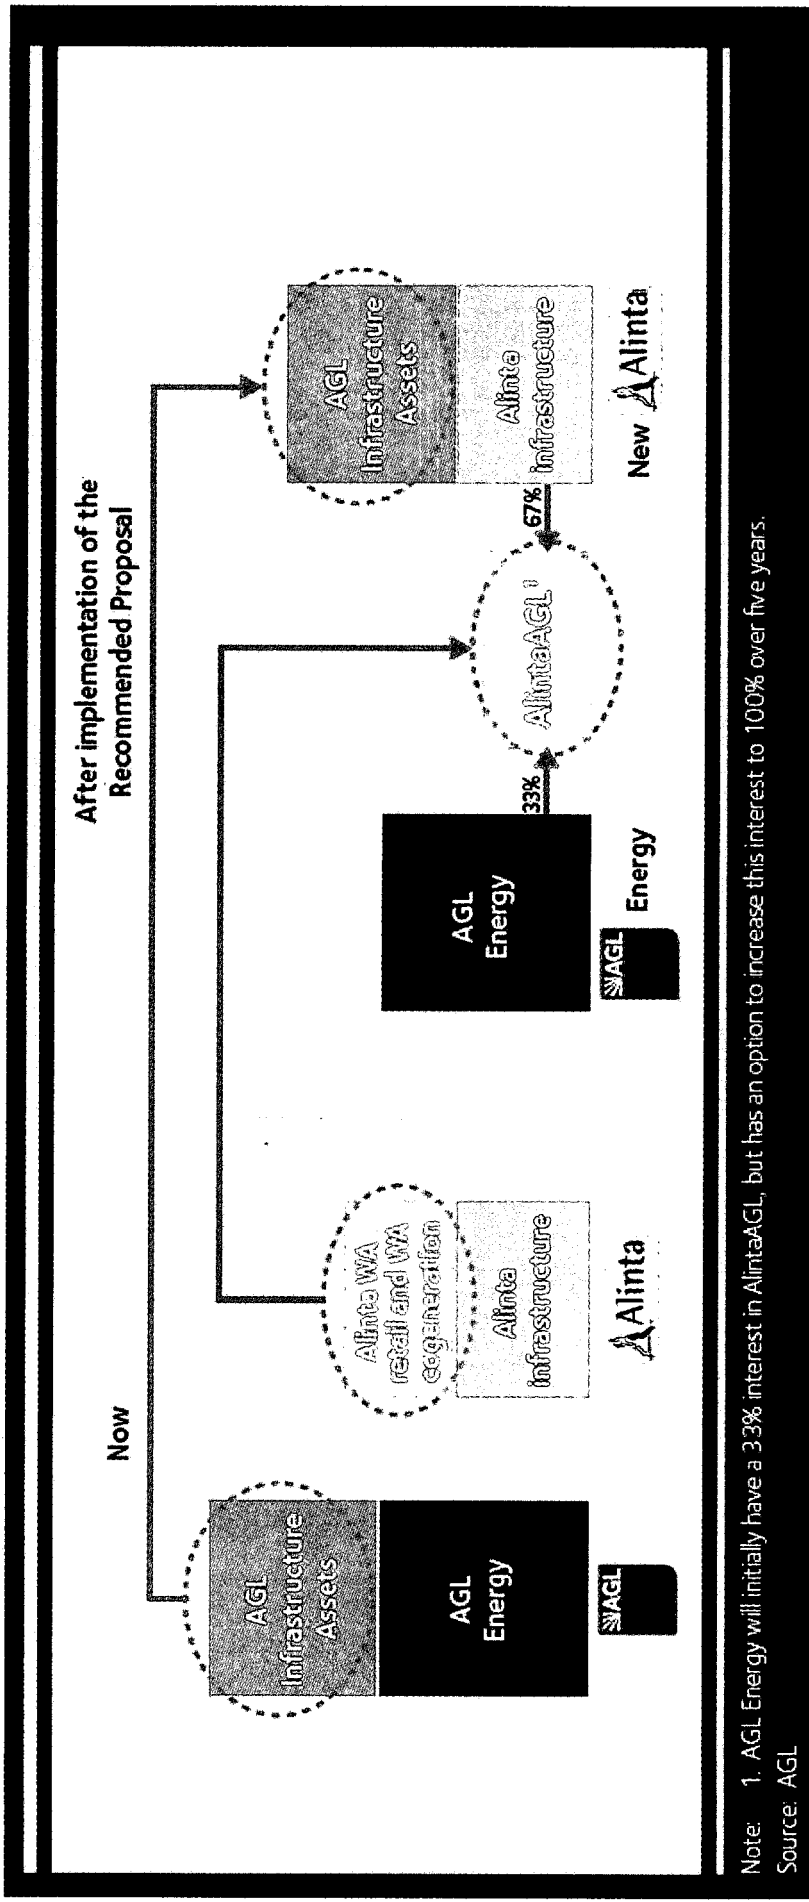 Now
After implementation of the
Recommended Proposal
AGL
Infrastructure
Assets
AGL
Energy
AGL
Alinta WA
retail and WA
cogeneration
Alinta
infrastructure
Alinta
AGL
Energy
AGL
Energy
33%
AlintaAGL¹
67%
AGL
Infrastructure
Assets
Alinta
infrastructure
New Alinta
Note: 1. AGL Energy will initially have a 33% interest in AlintaAGL, but has an option to increase this interest to 100% over five years.
Source: AGL